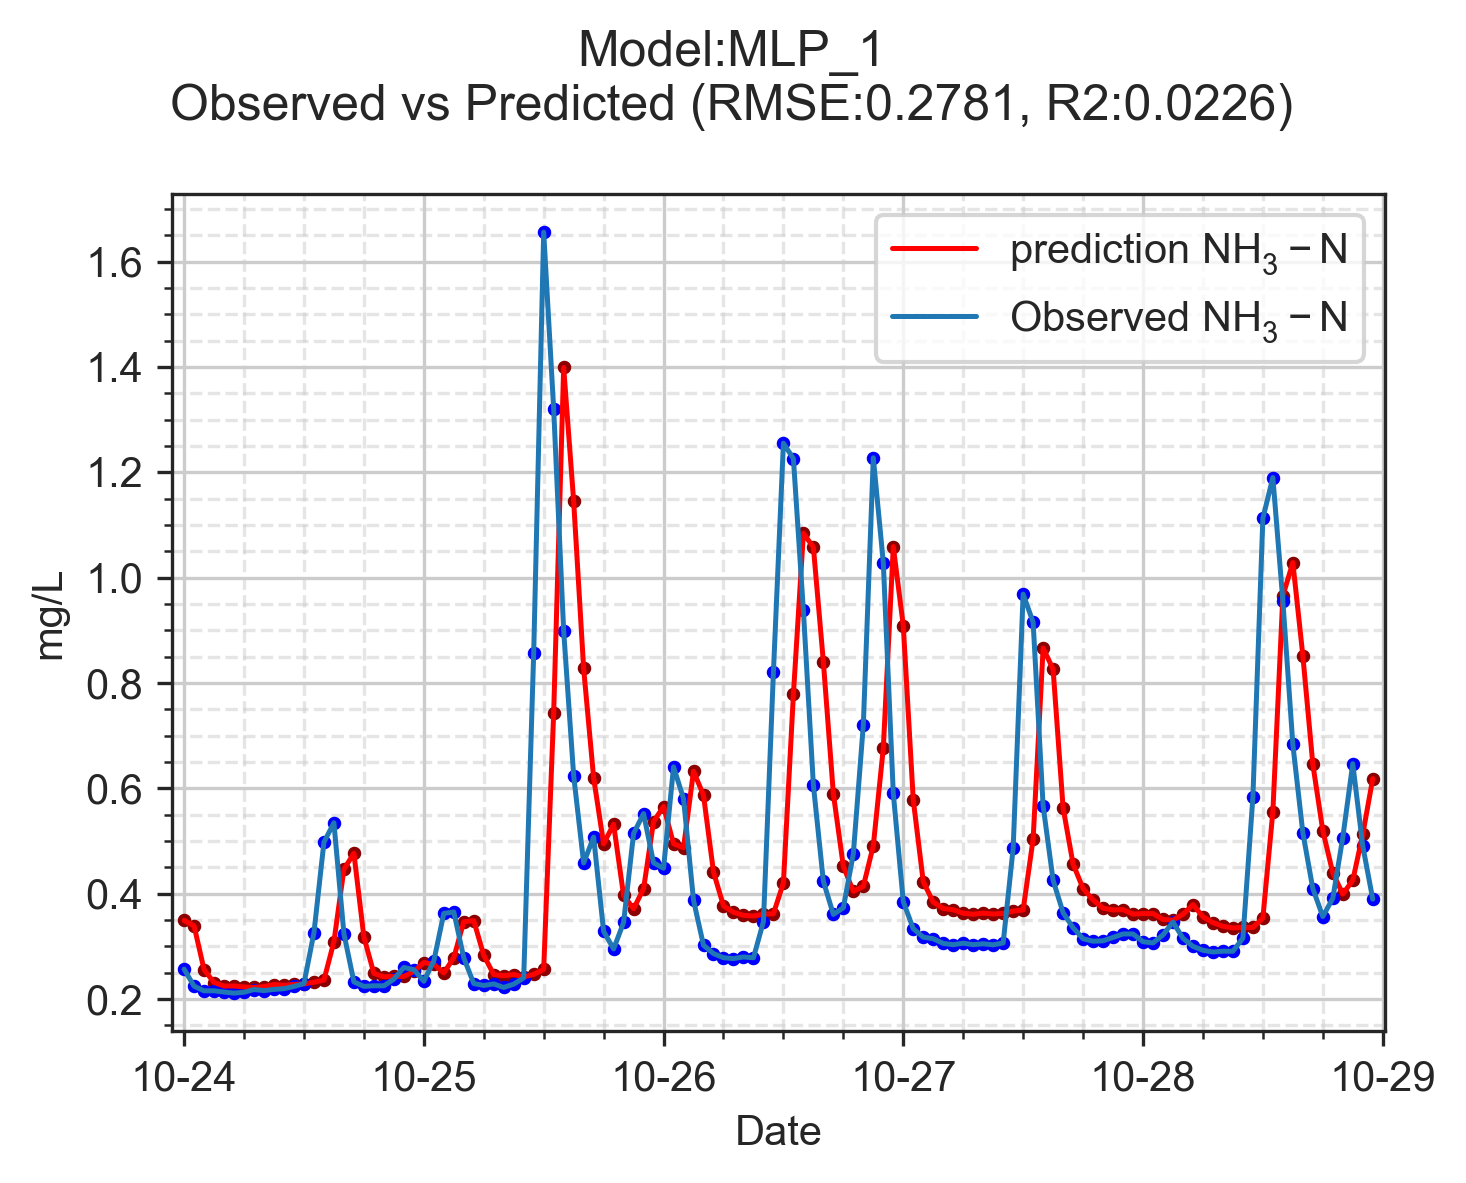 Model:MLP_1
Observed vs Predicted (RMSE:0.2781, R2:0.0226)
prediction NH₃ − N
Observed NH₃ − N
1.6
1.4
1.2
1.0
0.8
0.6
0.4
0.2
mg/L
10-24 10-25 10-26 10-27 10-28 10-29
Date